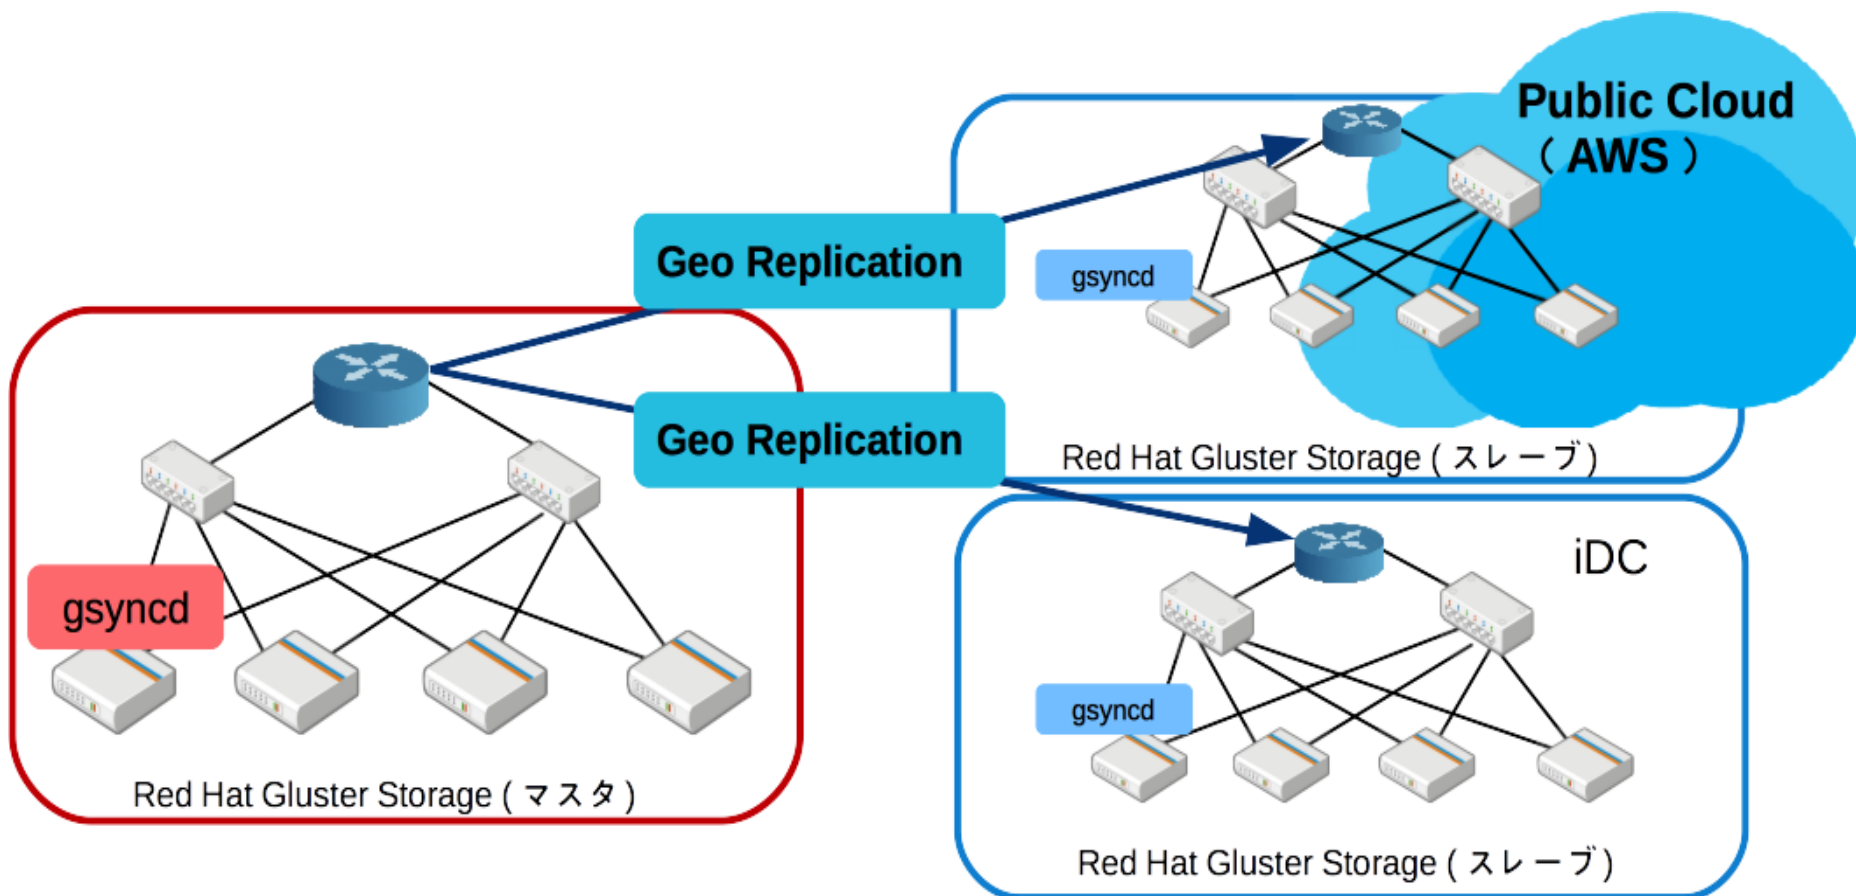 Public Cloud
( AWS )
Geo Replication
gsyncd
Geo Replication
Red Hat Gluster Storage ( スレーブ )
iDC
gsyncd
gsyncd
Red Hat Gluster Storage ( マスタ )
Red Hat Gluster Storage ( スレーブ )